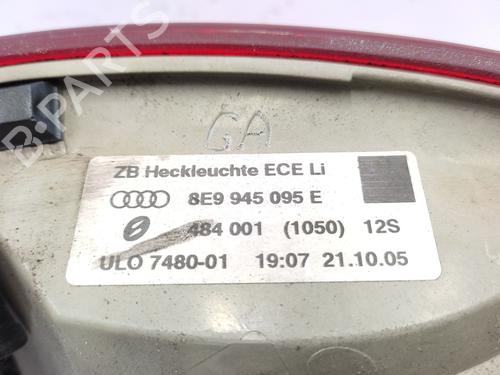 GA
ZB Heckleuchte ECE Li
8E9 945 095 E
484 001 (1050) 12S
ULO 7480-01 19:07 21.10.05
B-Parts